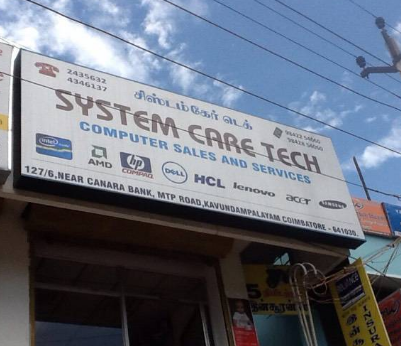 2435632
4346137
சிஸ்டம்கேர் டெக்
SYSTEM CARE TECH
COMPUTER SALES AND SERVICES
intel
AMD
hp
COMPAQ
DELL
HCL
lenovo
acer
SAMSUNG
127/6,NEAR CANARA BANK, MTP ROAD,KAVUNDAMPALAYAM,COIMBATORE - 641030.